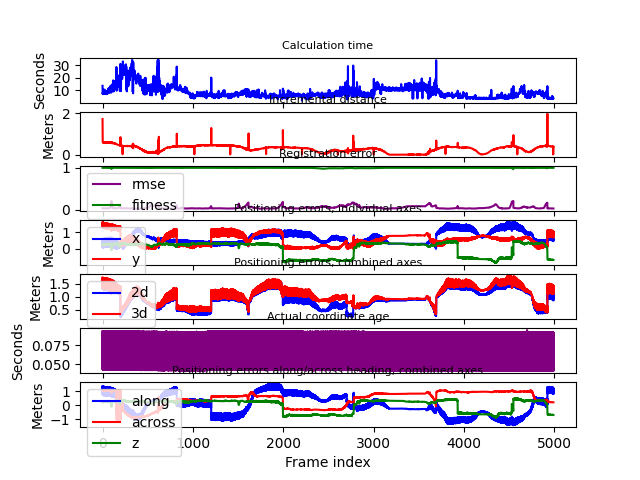 Calculation time
Seconds
30
20
10
Incremental distance
Meters
2
0
Registration error
1
0
rmse
fitness
Positioning errors, individual axes
Meters
1
0
x
y
Positioning errors, combined axes
Meters
1.5
1.0
0.5
2d
3d
Actual coordinate age
Seconds
0.075
0.050
Positioning errors along/across heading, combined axes
Meters
1
0
−1
along
across
z
0 1000 2000 3000 4000 5000
Frame index